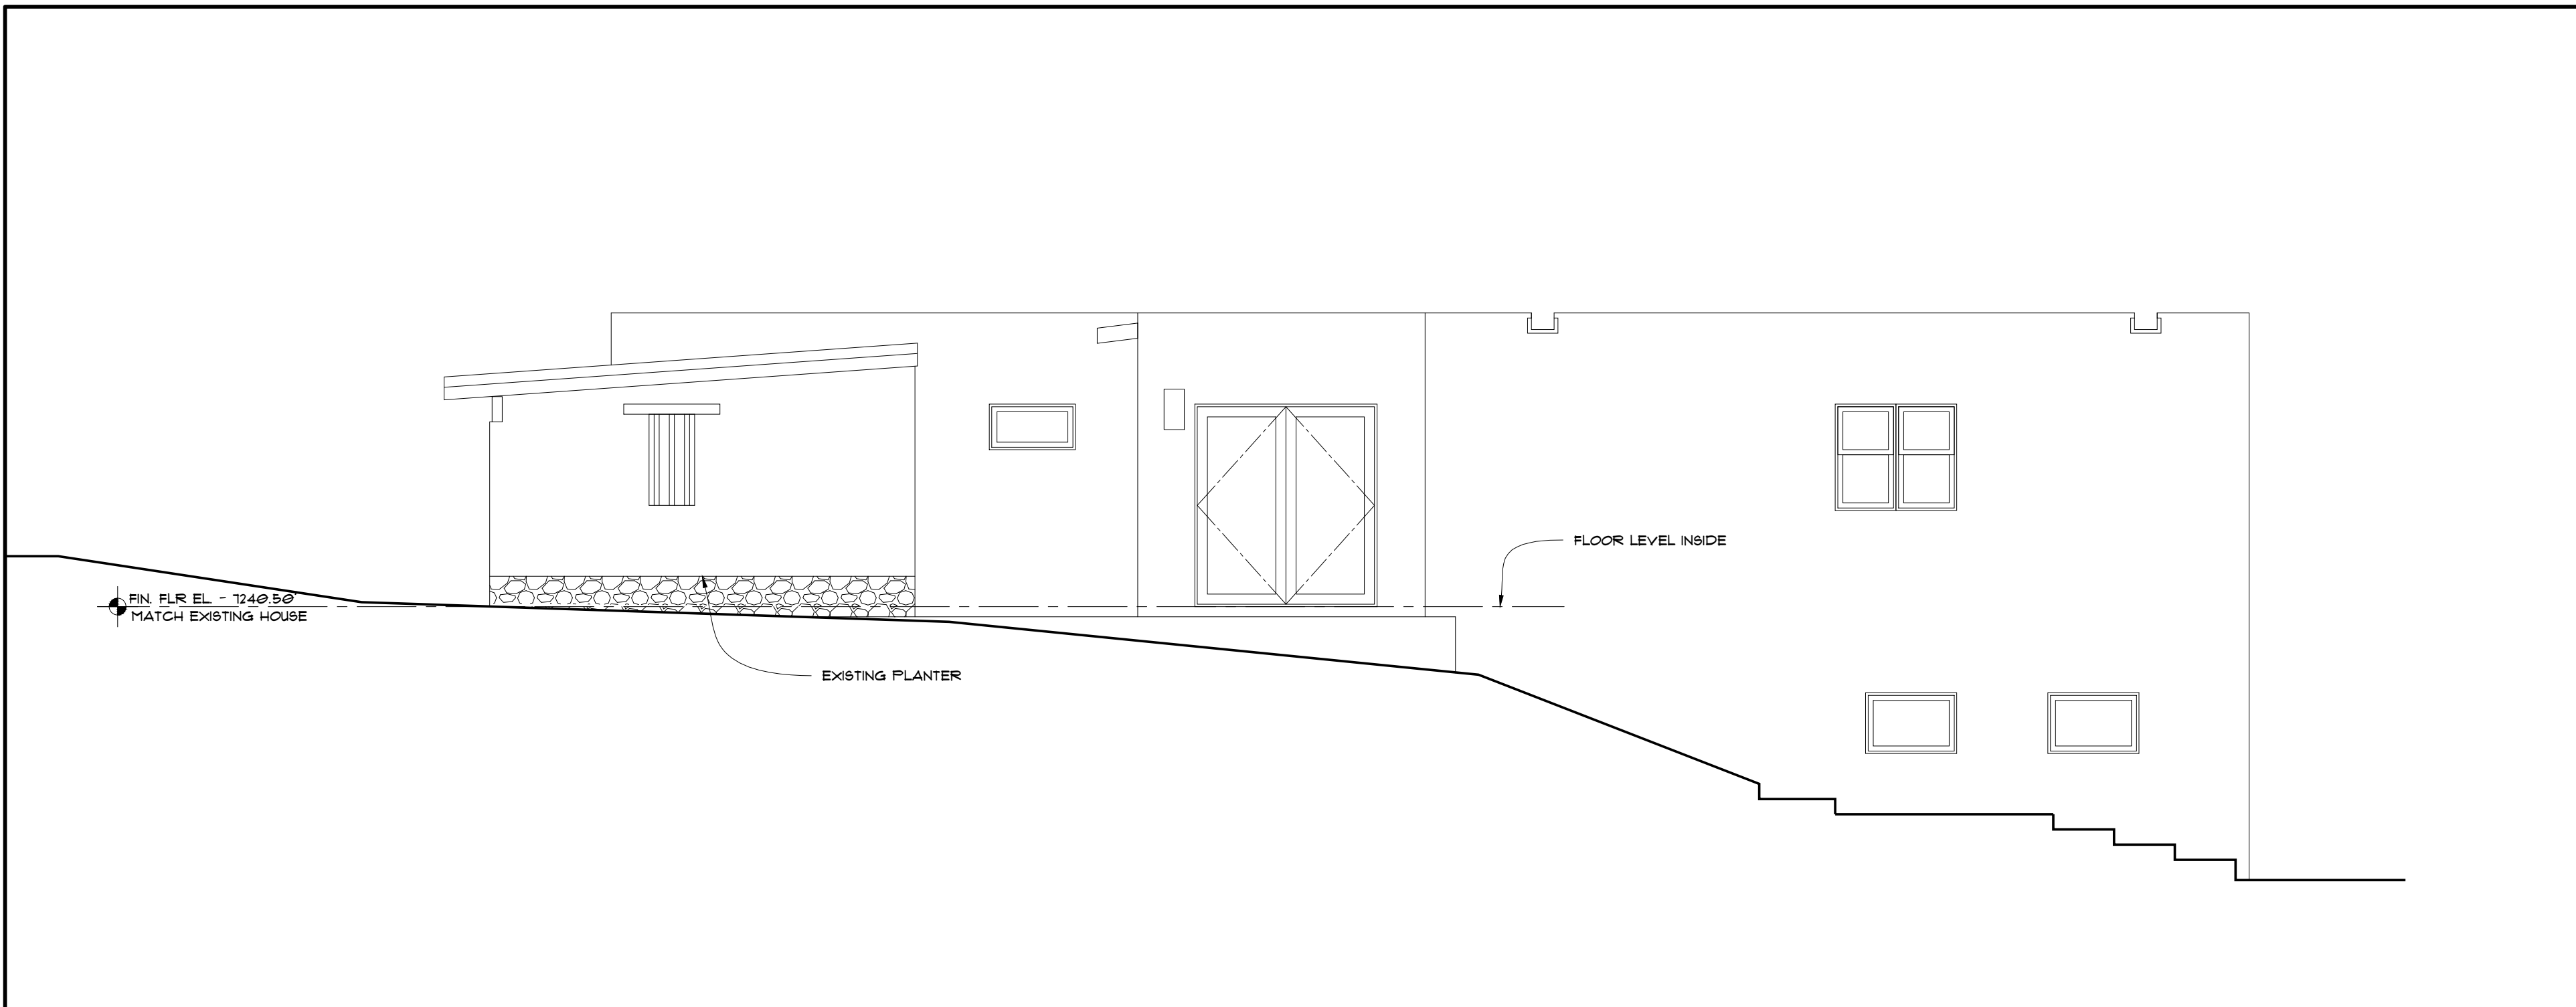 FLOOR LEVEL INSIDE
FIN. FLR EL. - 7240.50'
MATCH EXISTING HOUSE
EXISTING PLANTER